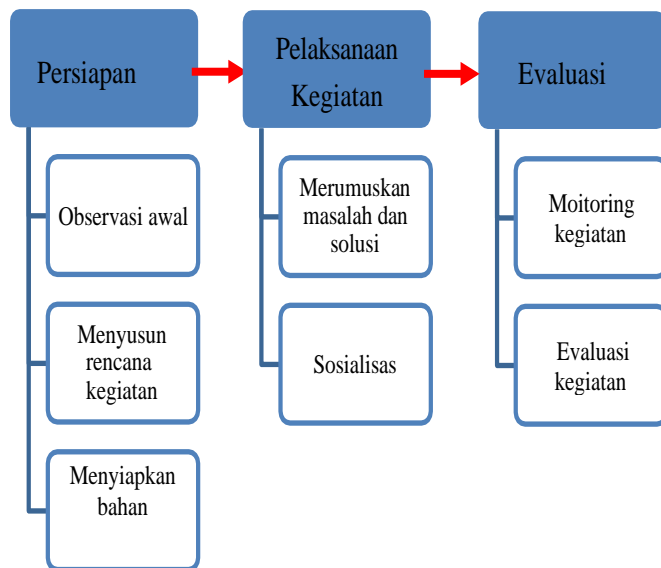 Persiapan
Observasi awal
Menyusun
rencana
kegiatan
Menyiapkan
bahan
Pelaksanaan
Kegiatan
Merumuskan
masalah dan
solusi
Sosialisas
Evaluasi
Moitoring
kegiatan
Evaluasi
kegiatan